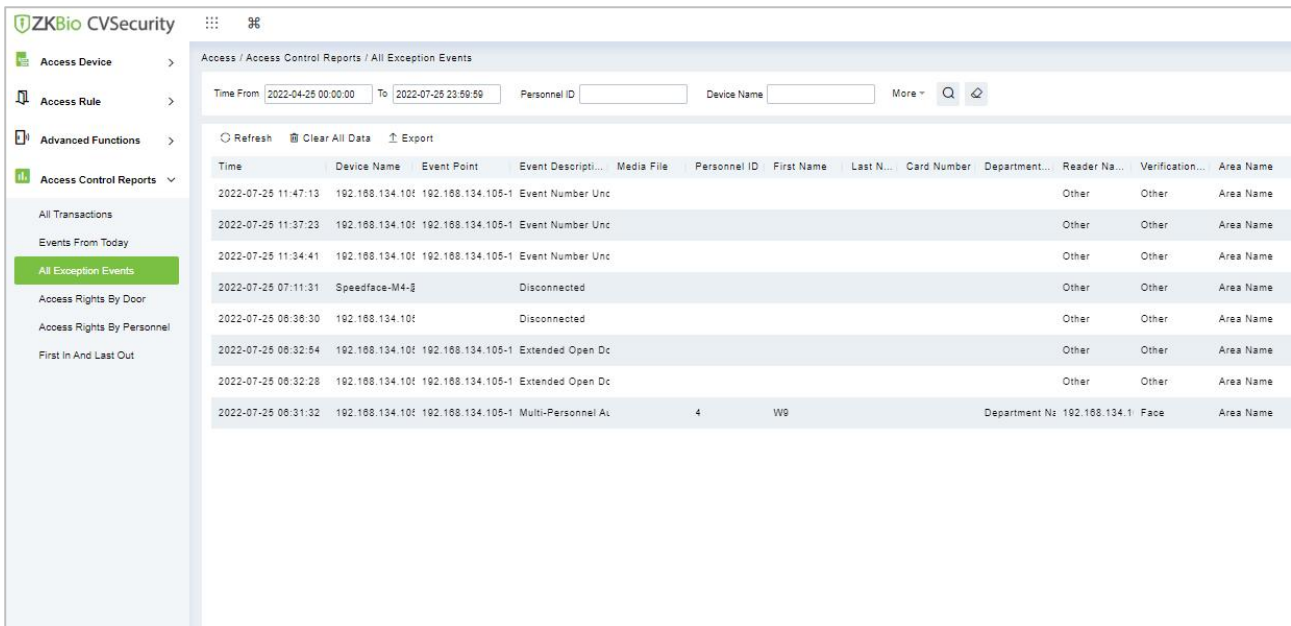 ZKBio CVSecurity
Access Device
Access Rule
Advanced Functions
Access Control Reports
All Transactions
Events From Today
All Exception Events
Access Rights By Door
Access Rights By Personnel
First In And Last Out
Access / Access Control Reports / All Exception Events
Time From 2022-04-25 00:00:00 To 2022-07-25 23:59:59 Personnel ID Device Name More
Refresh Clear All Data Export
Time Device Name Event Point Event Descripti... Media File Personnel ID First Name Last N... Card Number Department... Reader Na... Verification... Area Name
2022-07-25 11:47:13 192.168.134.105 192.168.134.105-1 Event Number Unc Other Other Area Name
2022-07-25 11:37:23 192.168.134.105 192.168.134.105-1 Event Number Unc Other Other Area Name
2022-07-25 11:34:41 192.168.134.105 192.168.134.105-1 Event Number Unc Other Other Area Name
2022-07-25 07:11:31 Speedface-M4- Disconnected Other Other Area Name
2022-07-25 06:36:30 192.168.134.105 Disconnected Other Other Area Name
2022-07-25 06:32:54 192.168.134.105 192.168.134.105-1 Extended Open Do Other Other Area Name
2022-07-25 06:32:28 192.168.134.105 192.168.134.105-1 Extended Open Do Other Other Area Name
2022-07-25 06:31:32 192.168.134.105 192.168.134.105-1 Multi-Personnel Au 4 W9 Department Na 192.168.134.1 Face Area Name